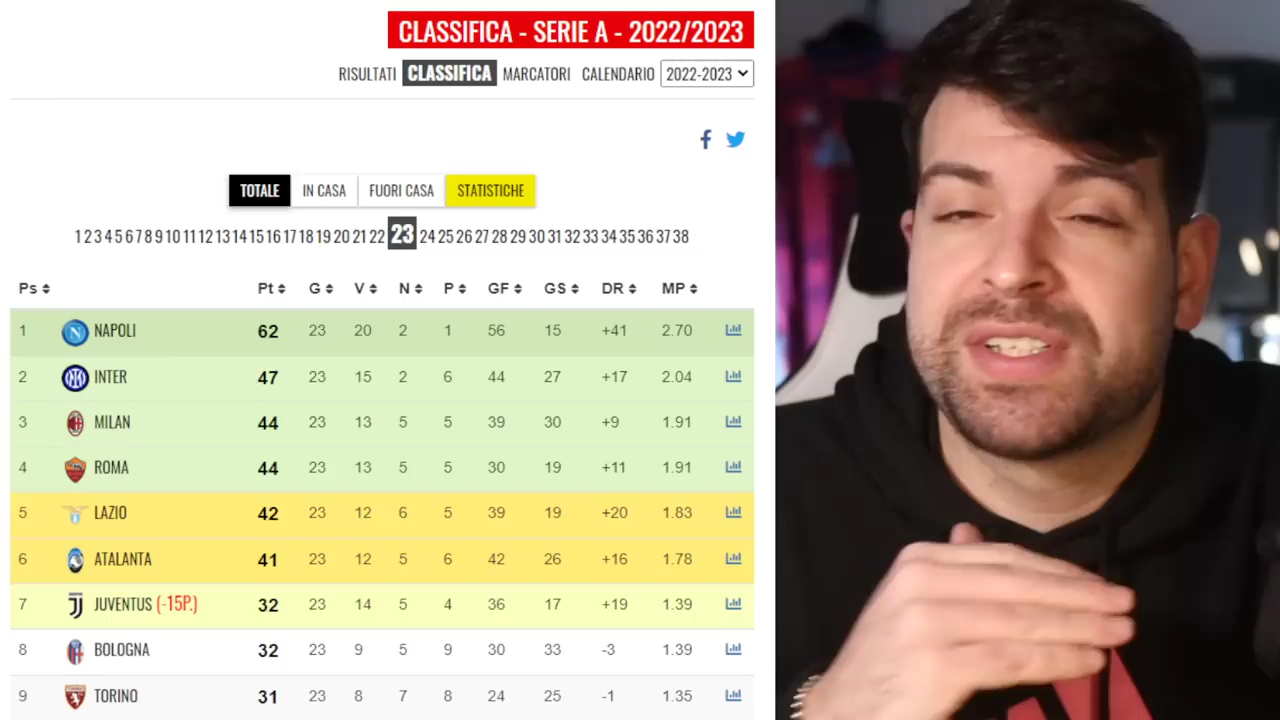 CLASSIFICA - SERIE A - 2022/2023
RISULTATI CLASSIFICA MARCATORI CALENDARIO 2022-2023
TOTALE IN CASA FUORI CASA STATISTICHE
1 2 3 4 5 6 7 8 9 10 11 12 13 14 15 16 17 18 19 20 21 22 23 24 25 26 27 28 29 30 31 32 33 34 35 36 37 38
Ps Pt G V N P GF GS DR MP
1 NAPOLI 62 23 20 2 1 56 15 +41 2.70
2 INTER 47 23 15 2 6 44 27 +17 2.04
3 MILAN 44 23 13 5 5 39 30 +9 1.91
4 ROMA 44 23 13 5 5 30 19 +11 1.91
5 LAZIO 42 23 12 6 5 39 19 +20 1.83
6 ATALANTA 41 23 12 5 6 42 26 +16 1.78
7 JUVENTUS (-15P.) 32 23 14 5 4 36 17 +19 1.39
8 BOLOGNA 32 23 9 5 9 30 33 -3 1.39
9 TORINO 31 23 8 7 8 24 25 -1 1.35